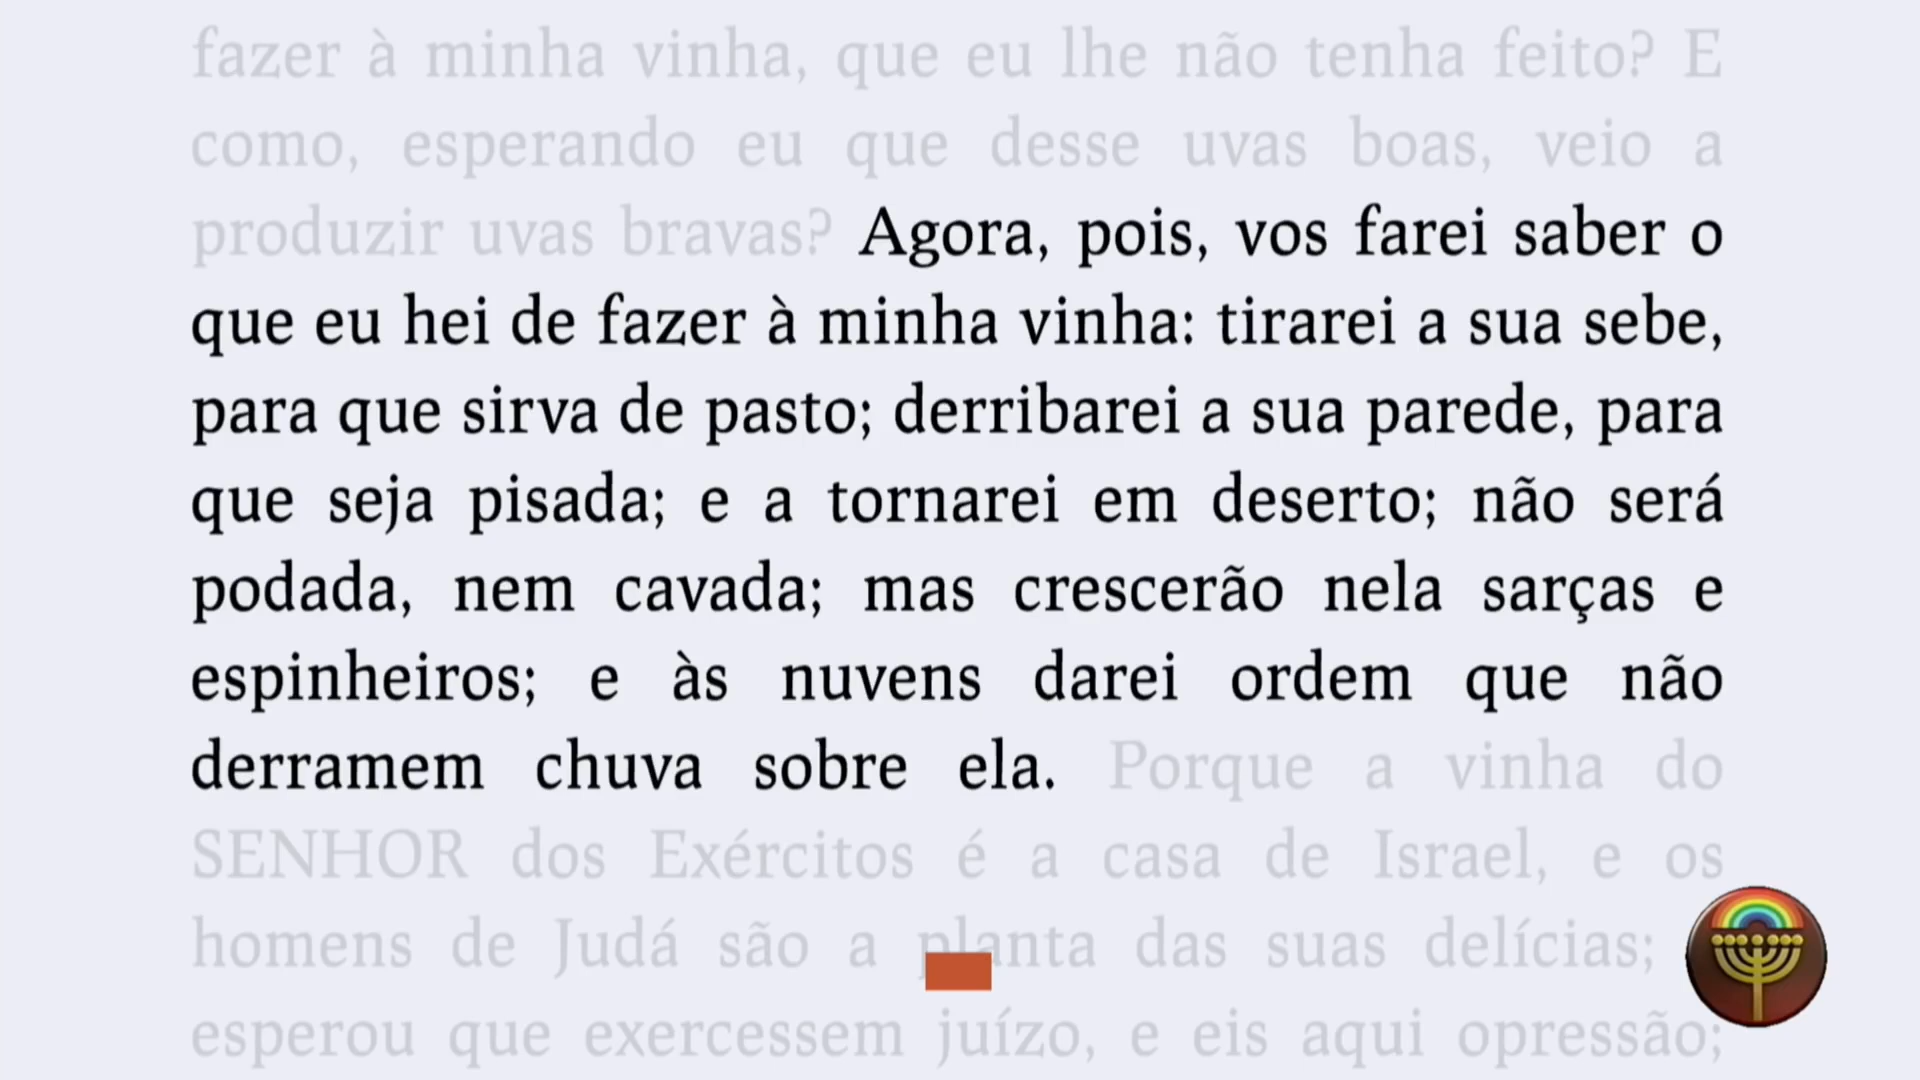 fazer à minha vinha, que eu lhe não tenha feito? E
como, esperando eu que desse uvas boas, veio a
produzir uvas bravas? Agora, pois, vos farei saber o
que eu hei de fazer à minha vinha: tirarei a sua sebe,
para que sirva de pasto; derribarei a sua parede, para
que seja pisada; e a tornarei em deserto; não será
podada, nem cavada; mas crescerão nela sarças e
espinheiros; e às nuvens darei ordem que não
derramem chuva sobre ela. Porque a vinha do
SENHOR dos Exércitos é a casa de Israel, e os
homens de Judá são a planta das suas delícias;
esperou que exercessem juízo, e eis aqui opressão;